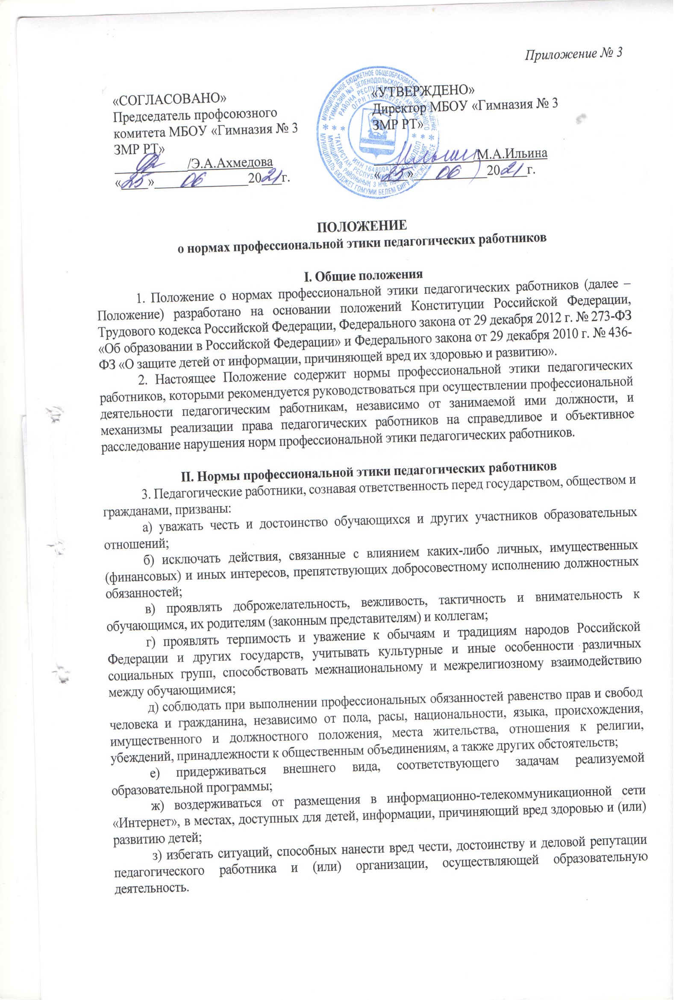 Приложение № 3
«СОГЛАСОВАНО»
Председатель профсоюзного
комитета МБОУ «Гимназия № 3
ЗМР РТ»
/Э.А.Ахмедова
«25» 06 2021г.
«УТВЕРЖДЕНО»
Директор МБОУ «Гимназия № 3
ЗМР РТ»
/М.А.Ильина
«25» 06 2021г.
МУНИЦИПАЛЬНОЕ БЮДЖЕТНОЕ ОБЩЕОБРАЗОВАТЕЛЬНОЕ УЧРЕЖДЕНИЕ
"ГИМНАЗИЯ №3 ЗЕЛЕНОДОЛЬСКОГО МУНИЦИПАЛЬНОГО
РАЙОНА РЕСПУБЛИКИ ТАТАРСТАН"
ПОЛОЖЕНИЕ
о нормах профессиональной этики педагогических работников
I. Общие положения
1. Положение о нормах профессиональной этики педагогических работников (далее –
Положение) разработано на основании положений Конституции Российской Федерации,
Трудового кодекса Российской Федерации, Федерального закона от 29 декабря 2012 г. № 273-ФЗ
«Об образовании в Российской Федерации» и Федерального закона от 29 декабря 2010 г. № 436-
ФЗ «О защите детей от информации, причиняющей вред их здоровью и развитию».
2. Настоящее Положение содержит нормы профессиональной этики педагогических
работников, которыми рекомендуется руководствоваться при осуществлении профессиональной
деятельности педагогическим работникам, независимо от занимаемой ими должности, и
механизмы реализации права педагогических работников на справедливое и объективное
расследование нарушения норм профессиональной этики педагогических работников.
II. Нормы профессиональной этики педагогических работников
3. Педагогические работники, сознавая ответственность перед государством, обществом и
гражданами, призваны:
а) уважать честь и достоинство обучающихся и других участников образовательных
отношений;
б) исключать действия, связанные с влиянием каких-либо личных, имущественных
(финансовых) и иных интересов, препятствующих добросовестному исполнению должностных
обязанностей;
в) проявлять доброжелательность, вежливость, тактичность и внимательность к
обучающимся, их родителям (законным представителям) и коллегам;
г) проявлять терпимость и уважение к обычаям и традициям народов Российской
Федерации и других государств, учитывать культурные и иные особенности различных
социальных групп, способствовать межнациональному и межрелигиозному взаимодействию
между обучающимися;
д) соблюдать при выполнении профессиональных обязанностей равенство прав и свобод
человека и гражданина, независимо от пола, расы, национальности, языка, происхождения,
имущественного и должностного положения, места жительства, отношения к религии,
убеждений, принадлежности к общественным объединениям, а также других обстоятельств;
е) придерживаться внешнего вида, соответствующего задачам реализуемой
образовательной программы;
ж) воздерживаться от размещения в информационно-телекоммуникационной сети
«Интернет», в местах, доступных для детей, информации, причиняющий вред здоровью и (или)
развитию детей;
з) избегать ситуаций, способных нанести вред чести, достоинству и деловой репутации
педагогического работника и (или) организации, осуществляющей образовательную
деятельность.